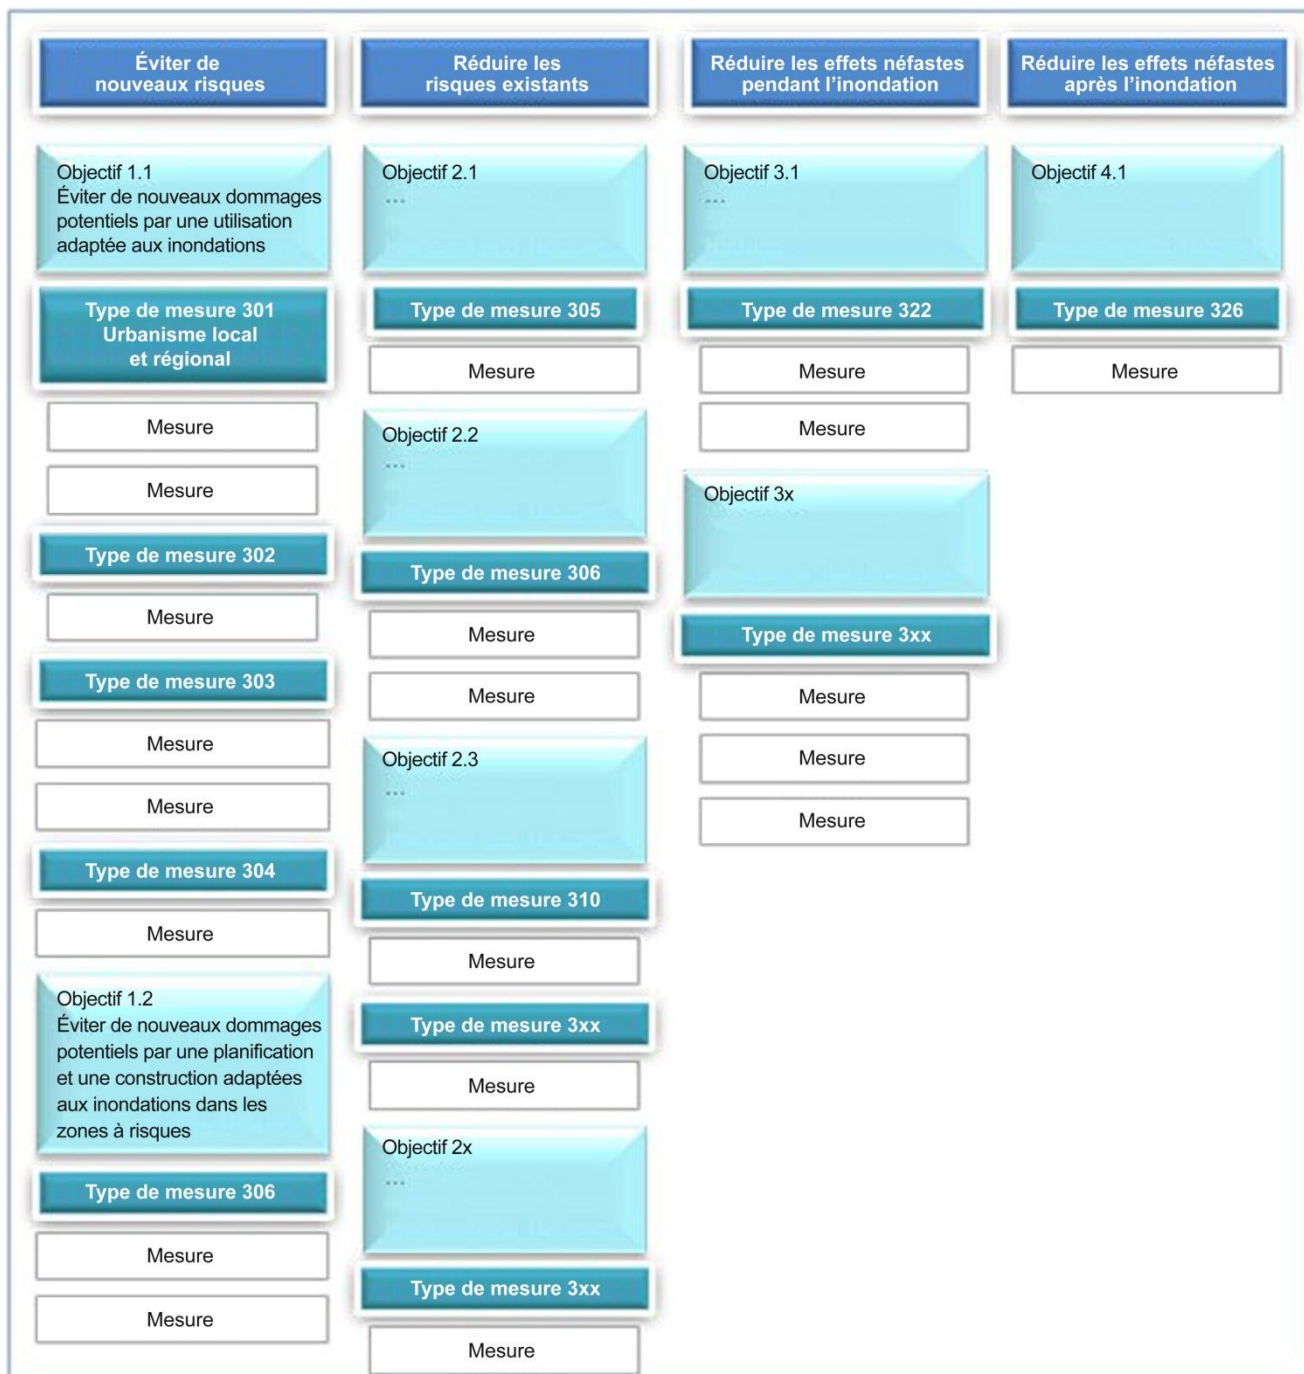 Éviter de
nouveaux risques
Objectif 1.1
Éviter de nouveaux dommages
potentiels par une utilisation
adaptée aux inondations
Type de mesure 301
Urbanisme local
et régional
Mesure
Mesure
Type de mesure 302
Mesure
Type de mesure 303
Mesure
Mesure
Type de mesure 304
Mesure
Objectif 1.2
Éviter de nouveaux dommages
potentiels par une planification
et une construction adaptées
aux inondations dans les
zones à risques
Type de mesure 306
Mesure
Mesure
Réduire les
risques existants
Objectif 2.1
...
Type de mesure 305
Mesure
Objectif 2.2
...
Type de mesure 306
Mesure
Mesure
Objectif 2.3
...
Type de mesure 310
Mesure
Type de mesure 3xx
Mesure
Objectif 2x
...
Type de mesure 3xx
Mesure
Réduire les effets néfastes
pendant l’inondation
Objectif 3.1
...
Type de mesure 322
Mesure
Mesure
Objectif 3x
Type de mesure 3xx
Mesure
Mesure
Mesure
Réduire les effets néfastes
après l’inondation
Objectif 4.1
Type de mesure 326
Mesure